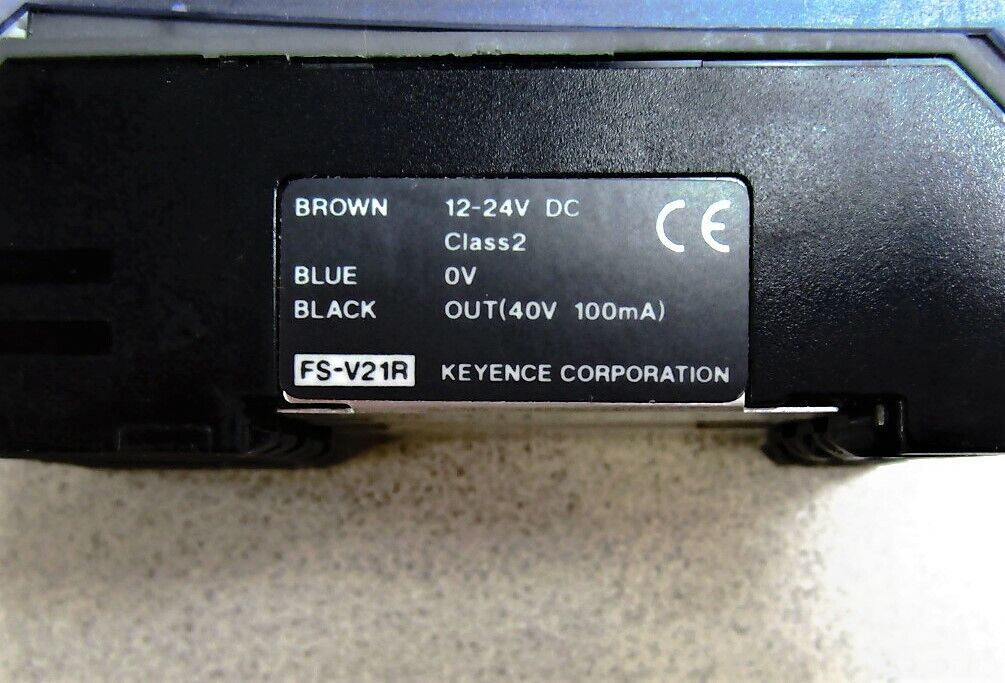 BROWN 12-24V DC CE
Class2
BLUE 0V
BLACK OUT(40V 100mA)
FS-V21R KEYENCE CORPORATION